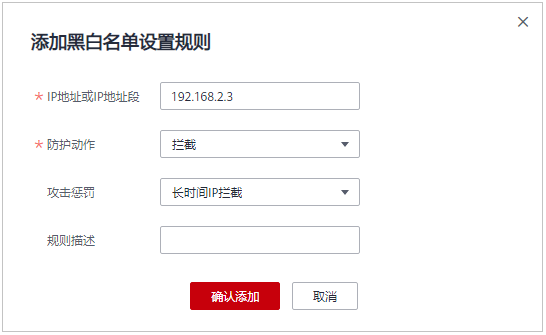 添加黑白名单设置规则
* IP地址或IP地址段 192.168.2.3
* 防护动作 拦截
攻击惩罚 长时间IP拦截
规则描述
确认添加 取消